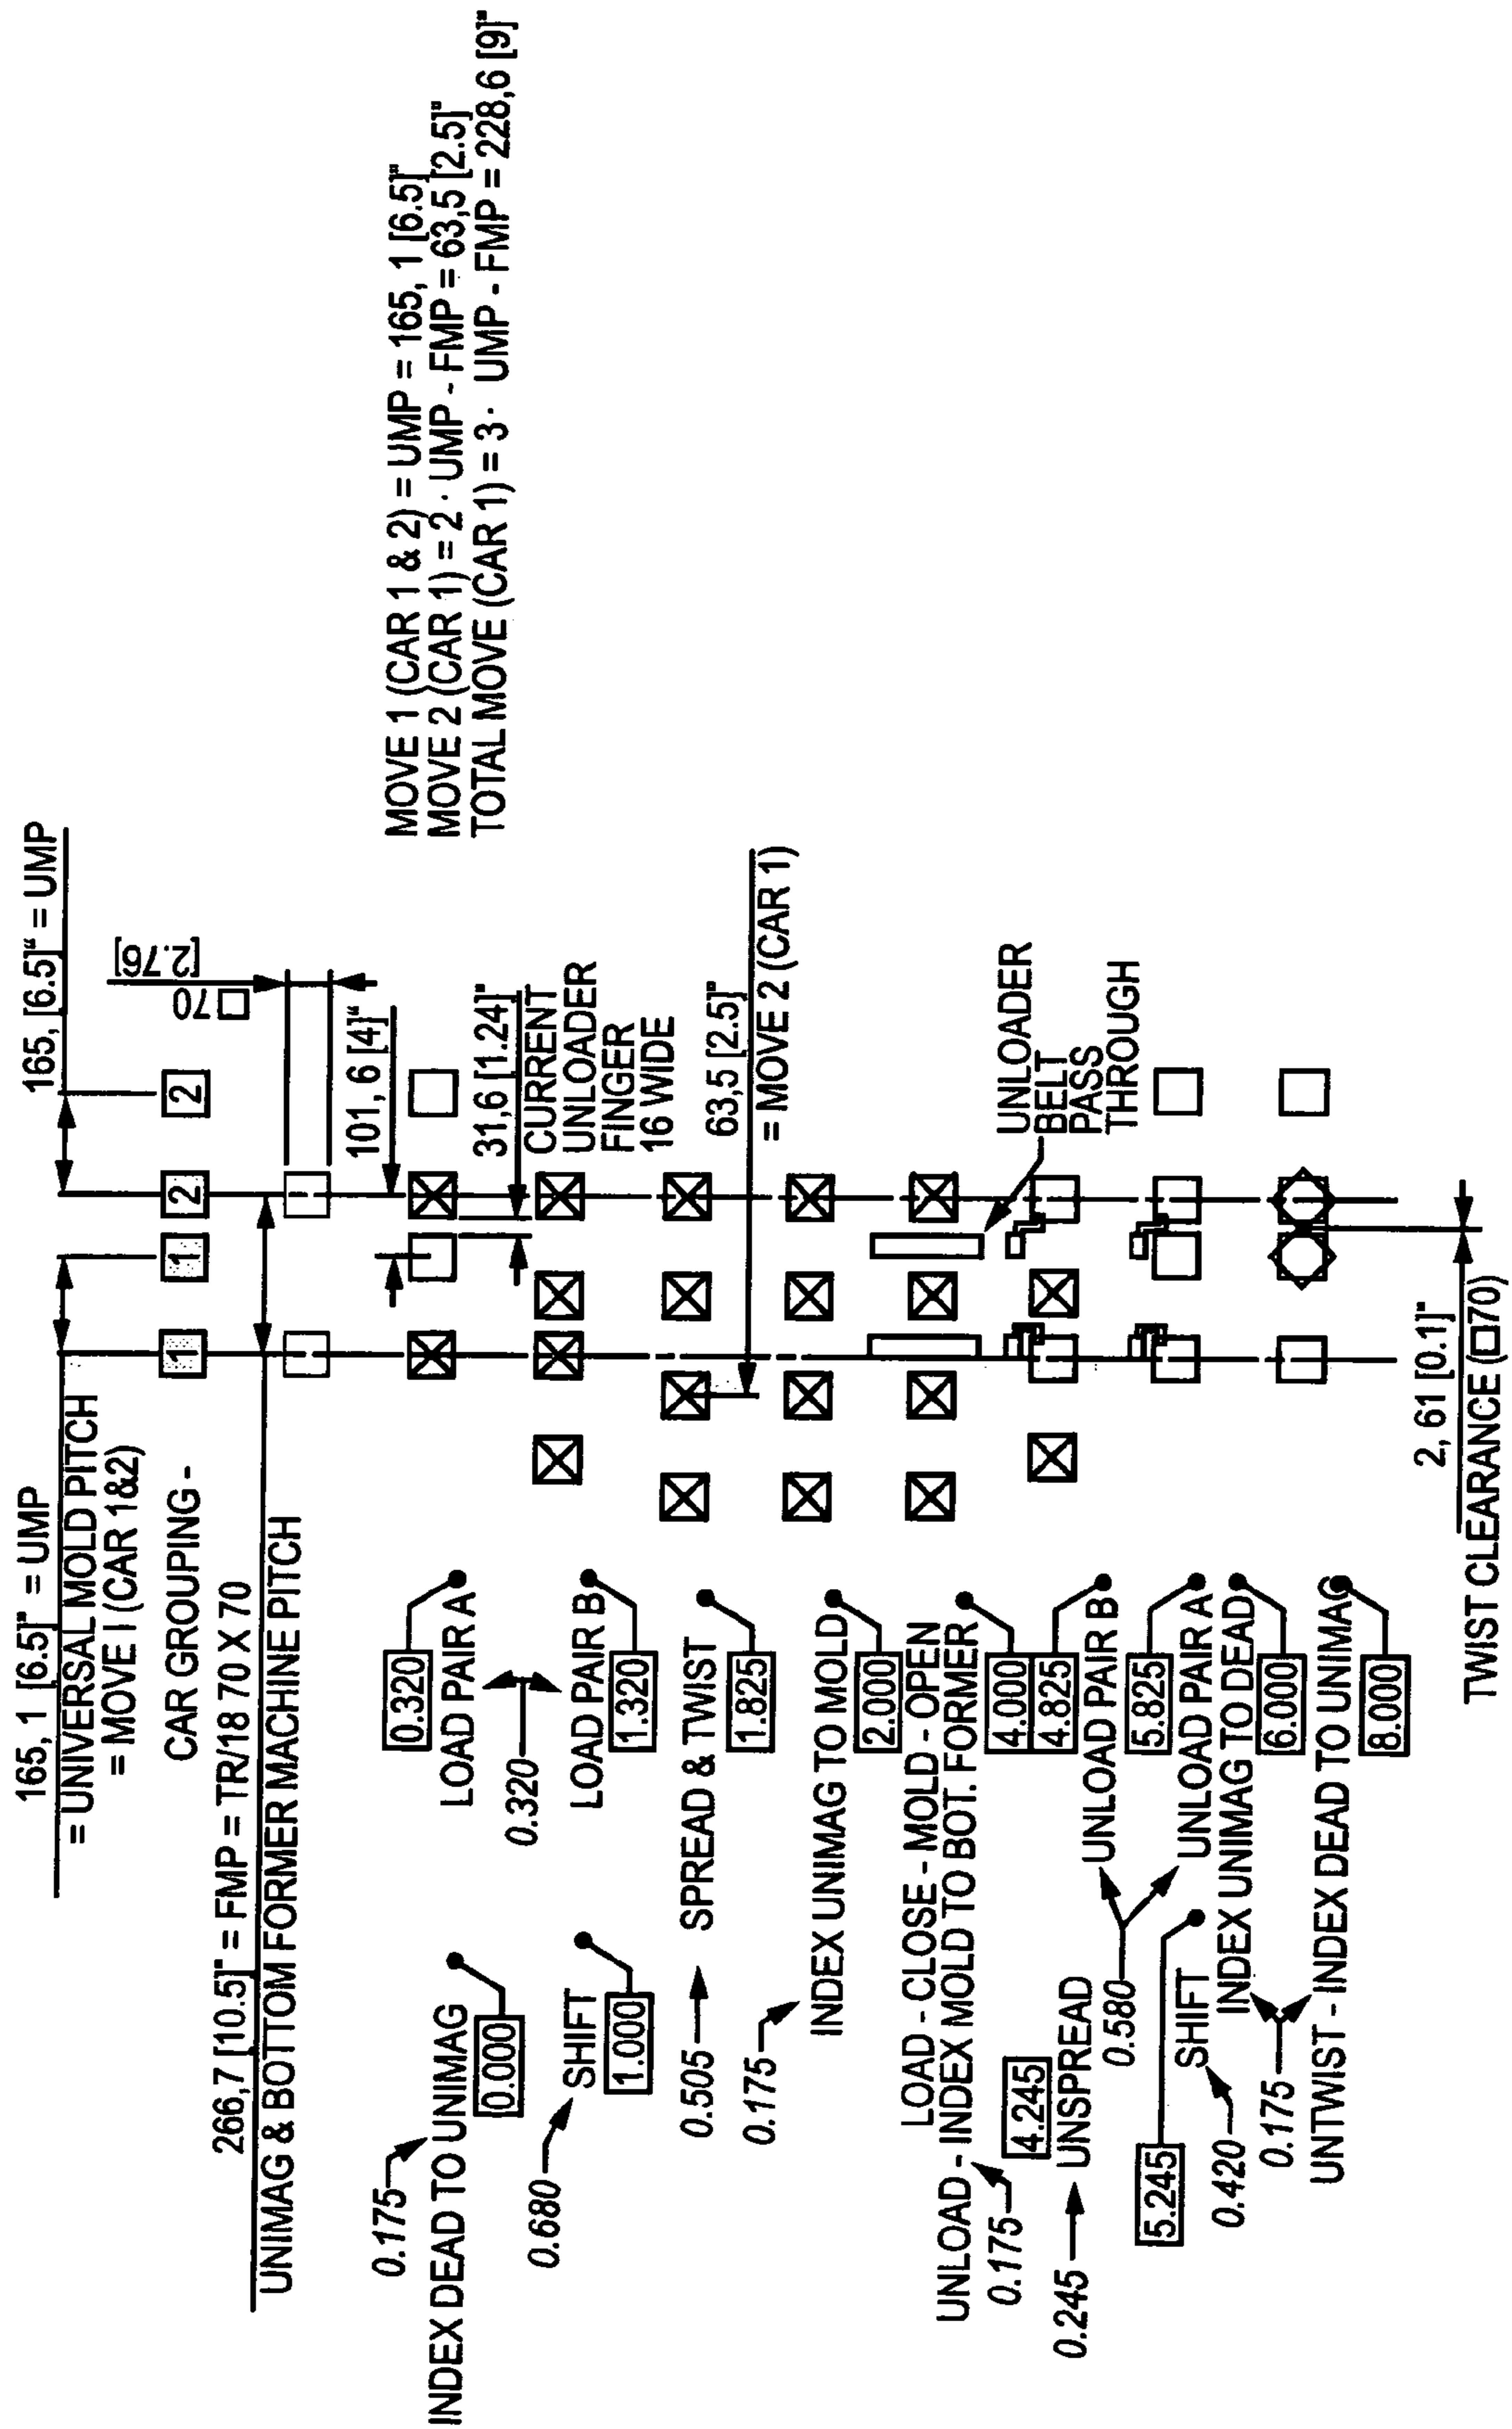 165, 1 [6.5]" = UMP
= UNIVERSAL MOLD PITCH
= MOVE I (CAR 1&2)
165, [6.5]" = UMP
CAR GROUPING -
1
1
2
2
266,7 [10.5]" = FMP = TR/18 70 X 70
UNIMAG & BOTTOM FORMER MACHINE PITCH
□70
[2.76]
101, 6 [4]"
31,6 [1.24]"
CURRENT
UNLOADER
FINGER
16 WIDE
63,5 [2.5]"
= MOVE 2 (CAR 1)
MOVE 1 (CAR 1 & 2) = UMP = 165, 1 [6.5]"
MOVE 2 (CAR 1) = 2 · UMP - FMP = 63,5 [2.5]"
TOTAL MOVE (CAR 1) = 3 · UMP - FMP = 228,6 [9]"
0.175
INDEX DEAD TO UNIMAG
0.000
0.320
LOAD PAIR A
0.320
0.680
SHIFT
1.000
LOAD PAIR B
1.320
0.505
SPREAD & TWIST
1.825
0.175
INDEX UNIMAG TO MOLD
2.000
LOAD - CLOSE - MOLD - OPEN
UNLOAD - INDEX MOLD TO BOT. FORMER
0.175
4.000
4.245
4.825
0.245
UNSPREAD
UNLOAD PAIR B
0.580
5.245
5.825
SHIFT
0.420
UNLOAD PAIR A
INDEX UNIMAG TO DEAD
6.000
0.175
UNTWIST - INDEX DEAD TO UNIMAG
8.000
UNLOADER
BELT
PASS
THROUGH
2, 61 [0.1]"
TWIST CLEARANCE (□70)